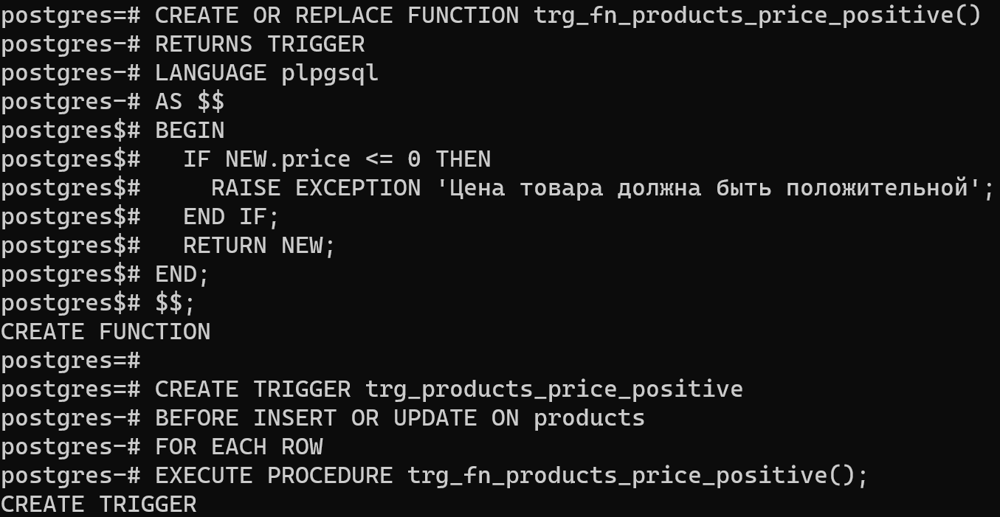 postgres=# CREATE OR REPLACE FUNCTION trg_fn_products_price_positive()
postgres-# RETURNS TRIGGER
postgres-# LANGUAGE plpgsql
postgres-# AS $$
postgres$# BEGIN
postgres$#   IF NEW.price <= 0 THEN
postgres$#     RAISE EXCEPTION 'Цена товара должна быть положительной';
postgres$#   END IF;
postgres$#   RETURN NEW;
postgres$# END;
postgres$# $$;
CREATE FUNCTION
postgres=#
postgres=# CREATE TRIGGER trg_products_price_positive
postgres-# BEFORE INSERT OR UPDATE ON products
postgres-# FOR EACH ROW
postgres-# EXECUTE PROCEDURE trg_fn_products_price_positive();
CREATE TRIGGER